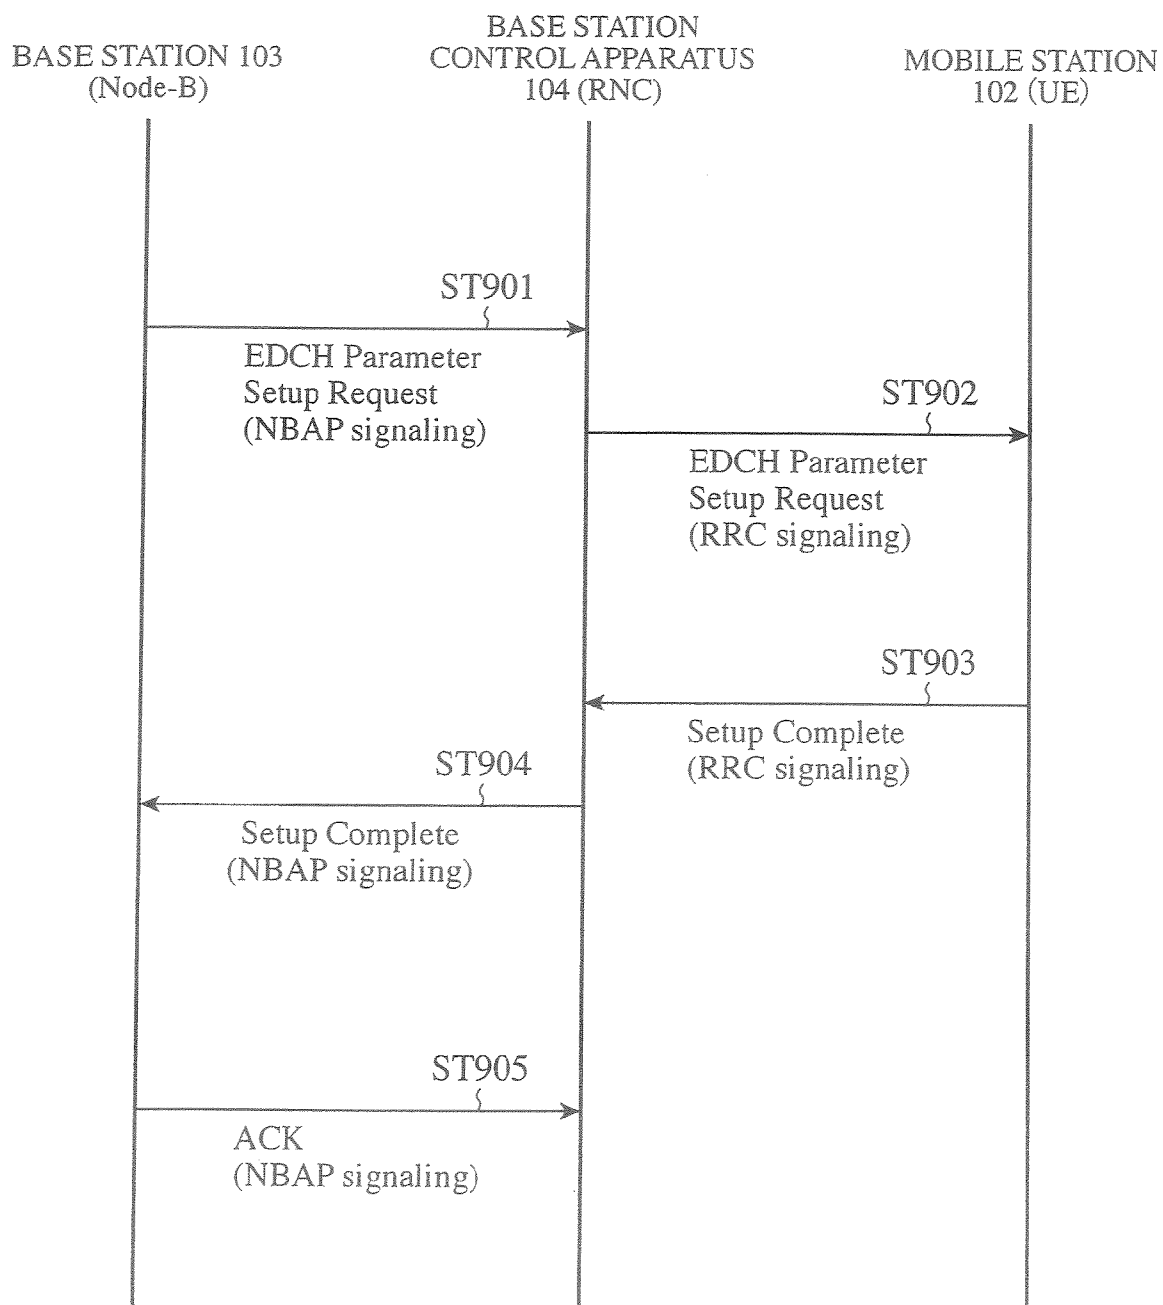 BASE STATION 103
(Node-B)
BASE STATION
CONTROL APPARATUS
104 (RNC)
MOBILE STATION
102 (UE)
ST901
EDCH Parameter
Setup Request
(NBAP signaling)
ST902
EDCH Parameter
Setup Request
(RRC signaling)
ST903
Setup Complete
(RRC signaling)
ST904
Setup Complete
(NBAP signaling)
ST905
ACK
(NBAP signaling)